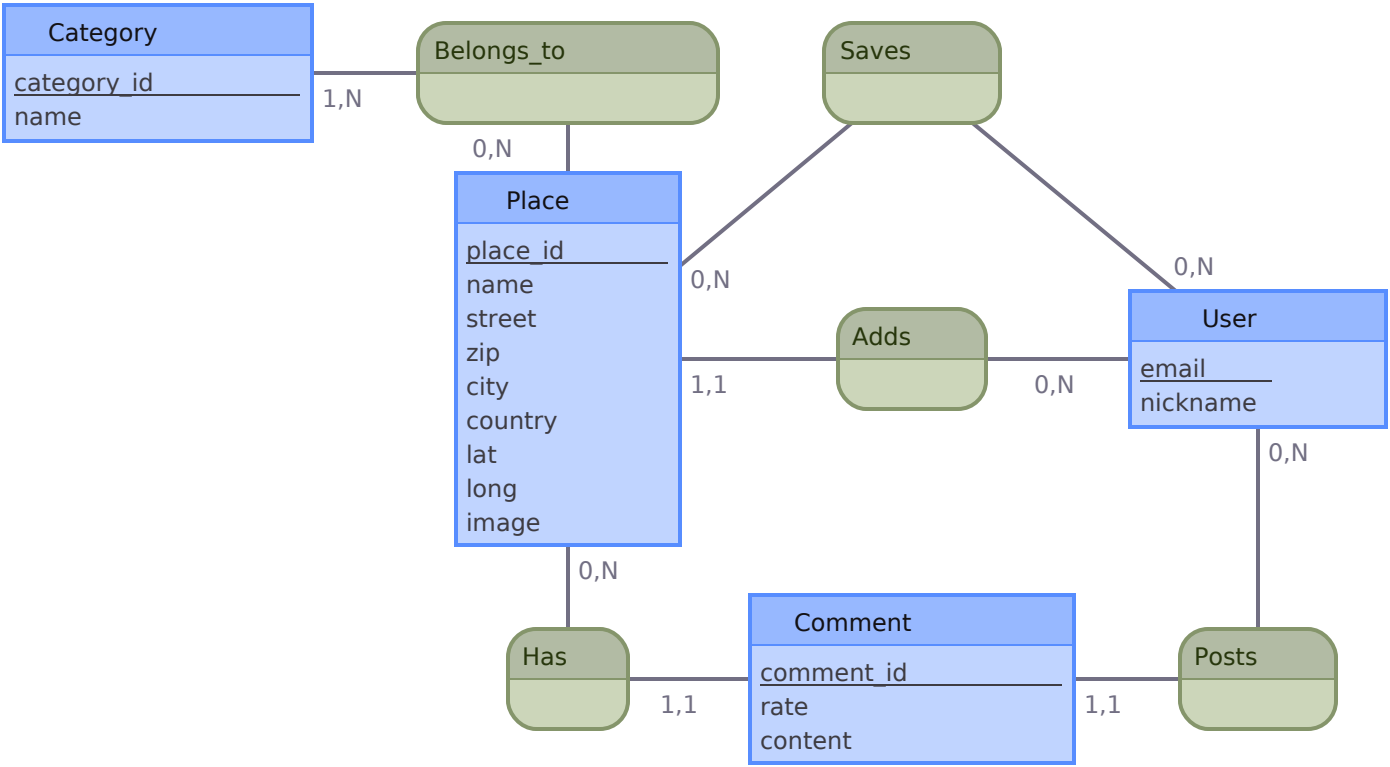 Category
category_id
name
1,N
Belongs_to
0,N
Saves
Place
place_id
name
street
zip
city
country
lat
long
image
0,N
0,N
Adds
1,1
0,N
User
email
nickname
0,N
0,N
Has
1,1
Comment
comment_id
rate
content
1,1
Posts